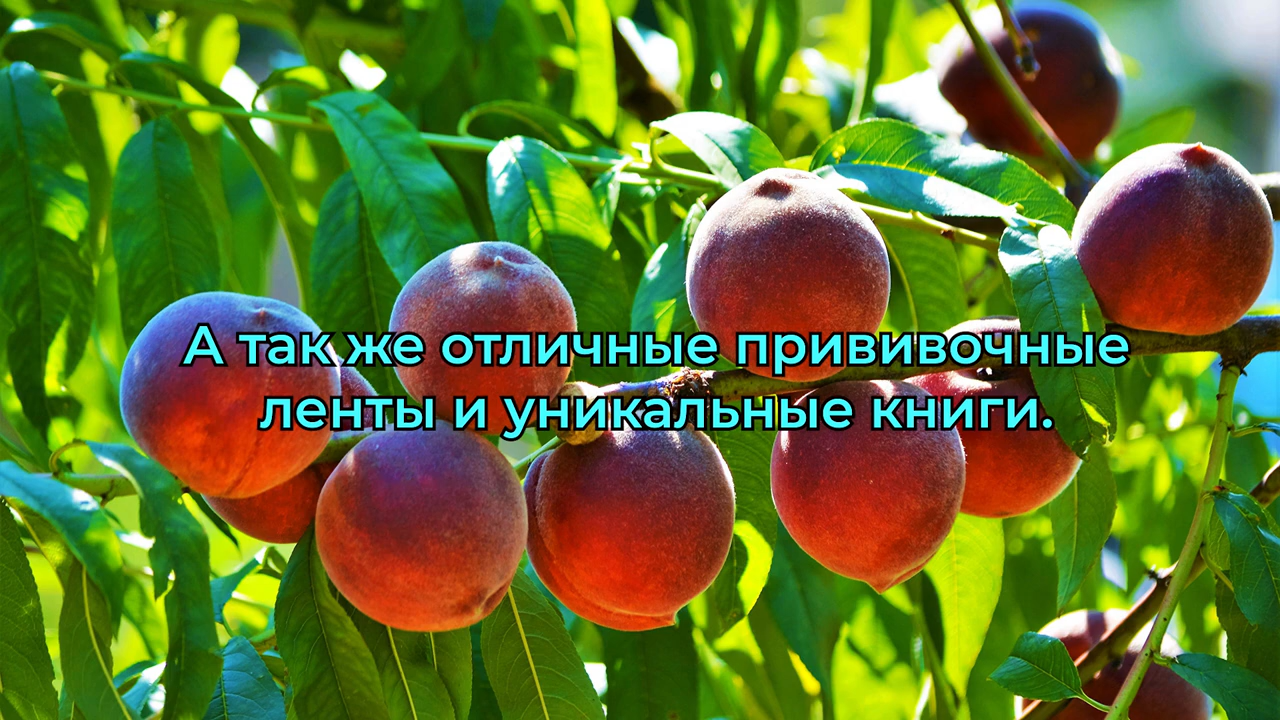 А так же отличные прививочные
ленты и уникальные книги.